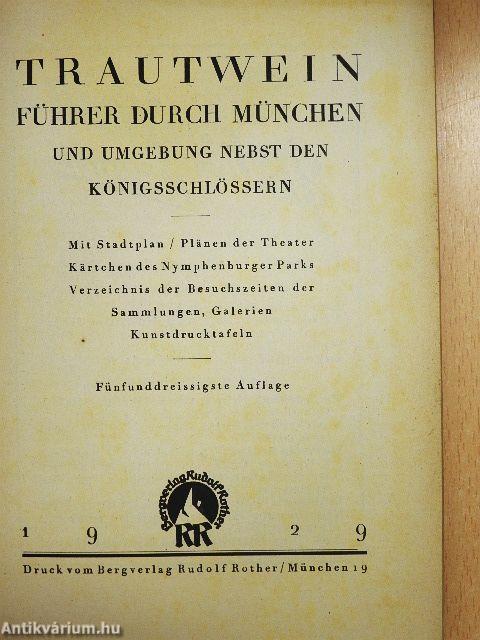 TRAUTWEIN
FÜHRER DURCH MÜNCHEN
UND UMGEBUNG NEBST DEN
KÖNIGSSCHLÖSSERN
Mit Stadtplan / Plänen der Theater
Kärtchen des Nymphenburger Parks
Verzeichnis der Besuchszeiten der
Sammlungen, Galerien
Kunstdrucktafeln
Fünfunddreissigste Auflage
Bergverlag Rudolf Rother
RR
1 9 2 9
Druck vom Bergverlag Rudolf Rother/München 19
Antikvárium.hu